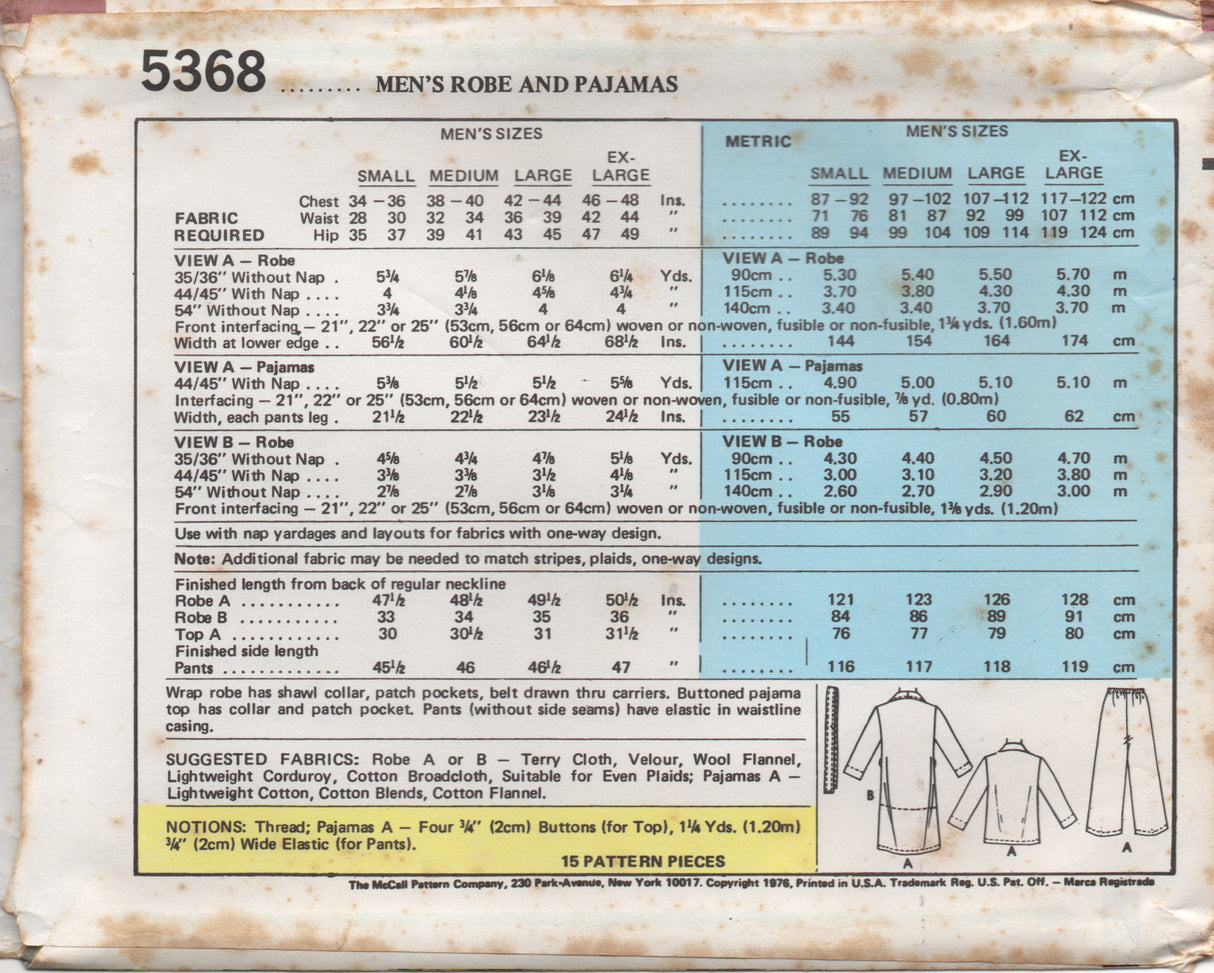 5368 ......... MEN'S ROBE AND PAJAMAS
MEN'S SIZES METRIC MEN'S SIZES
EX- EX-
SMALL MEDIUM LARGE LARGE SMALL MEDIUM LARGE LARGE
Chest 34 – 36 38 – 40 42 – 44 46 – 48 Ins. ........ 87 – 92 97 – 102 107 – 112 117 – 122 cm
FABRIC Waist 28 30 32 34 36 39 42 44 " ........ 71 76 81 87 92 99 107 112 cm
REQUIRED Hip 35 37 39 41 43 45 47 49 " ........ 89 94 99 104 109 114 119 124 cm
VIEW A – Robe VIEW A – Robe
35/36" Without Nap . 5¾ 5⅞ 6⅛ 6¼ Yds. 90cm .. 5.30 5.40 5.50 5.70 m
44/45" With Nap .... 4 4⅛ 4⅝ 4¾ " 115cm .. 3.70 3.80 4.30 4.30 m
54" Without Nap .... 3¾ 3¾ 4 4 " 140cm .. 3.40 3.40 3.70 3.70 m
Front interfacing – 21", 22" or 25" (53cm, 56cm or 64cm) woven or non-woven, fusible or non-fusible, 1¾ yds. (1.60m)
Width at lower edge .. 56½ 60½ 64½ 68½ Ins. ........ 144 154 164 174 cm
VIEW A – Pajamas VIEW A – Pajamas
44/45" With Nap .... 5⅜ 5½ 5½ 5⅝ Yds. 115cm .. 4.90 5.00 5.10 5.10 m
Interfacing – 21", 22" or 25" (53cm, 56cm or 64cm) woven or non-woven, fusible or non-fusible, ⅞ yd. (0.80m)
Width, each pants leg . 21½ 22½ 23½ 24½ Ins. ........ 55 57 60 62 cm
VIEW B – Robe VIEW B – Robe
35/36" Without Nap . 4⅝ 4¾ 4⅞ 5⅛ Yds. 90cm .. 4.30 4.40 4.50 4.70 m
44/45" With Nap .... 3⅜ 3⅜ 3½ 4⅛ " 115cm .. 3.00 3.10 3.20 3.80 m
54" Without Nap .... 2⅞ 2⅞ 3⅛ 3¼ " 140cm .. 2.60 2.70 2.90 3.00 m
Front interfacing – 21", 22" or 25" (53cm, 56cm or 64cm) woven or non-woven, fusible or non-fusible, 1⅜ yds. (1.20m)
Use with nap yardages and layouts for fabrics with one-way design.
Note: Additional fabric may be needed to match stripes, plaids, one-way designs.
Finished length from back of regular neckline
Robe A ........... 47½ 48½ 49½ 50½ Ins. ........ 121 123 126 128 cm
Robe B ........... 33 34 35 36 " ........ 84 86 89 91 cm
Top A ............ 30 30½ 31 31½ " ........ 76 77 79 80 cm
Finished side length
Pants ............. 45½ 46 46½ 47 " ........ 116 117 118 119 cm
Wrap robe has shawl collar, patch pockets, belt drawn thru carriers. Buttoned pajama
top has collar and patch pocket. Pants (without side seams) have elastic in waistline
casing.
SUGGESTED FABRICS: Robe A or B – Terry Cloth, Velour, Wool Flannel,
Lightweight Corduroy, Cotton Broadcloth, Suitable for Even Plaids; Pajamas A –
Lightweight Cotton, Cotton Blends, Cotton Flannel.
NOTIONS: Thread; Pajamas A – Four ¾" (2cm) Buttons (for Top), 1¼ Yds. (1.20m)
¾" (2cm) Wide Elastic (for Pants).
15 PATTERN PIECES
B
A
A
A
The McCall Pattern Company, 230 Park Avenue, New York 10017. Copyright 1976, Printed in U.S.A. Trademark Reg. U.S. Pat. Off. – Marca Registrada